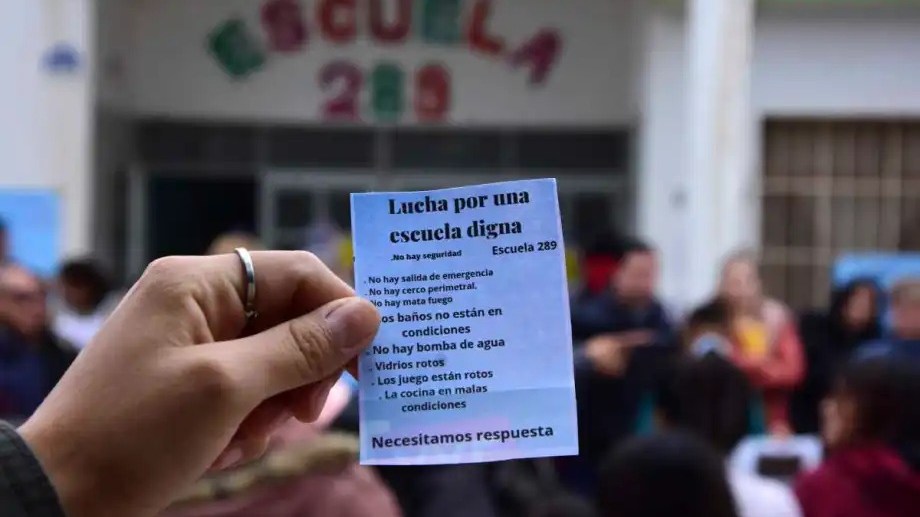 ESCUELA
289
Lucha por una
escuela digna
.No hay seguridad
Escuela 289
. No hay salida de emergencia
. No hay cerco perimetral,
No hay mata fuego
os baños no están en
condiciones
. No hay bomba de agua
. Vidrios rotos
. Los juego están rotos
. La cocina en malas
condiciones
Necesitamos respuesta